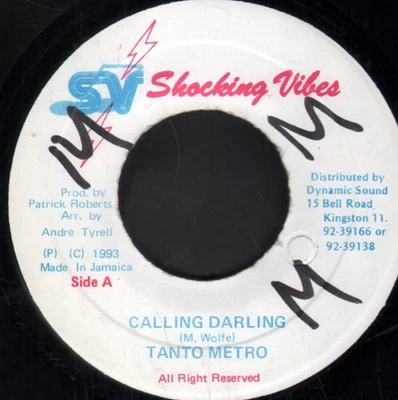 SV Shocking Vibes
M
M
M
Prod. by
Patrick Roberts
Arr. by
Andre Tyrell
(P) (C) 1993
Made In Jamaica
Side A
Distributed by
Dynamic Sound
15 Bell Road
Kingston 11.
92-39166 or
92-39138
CALLING DARLING
(M. Wolfe)
TANTO METRO
All Right Reserved